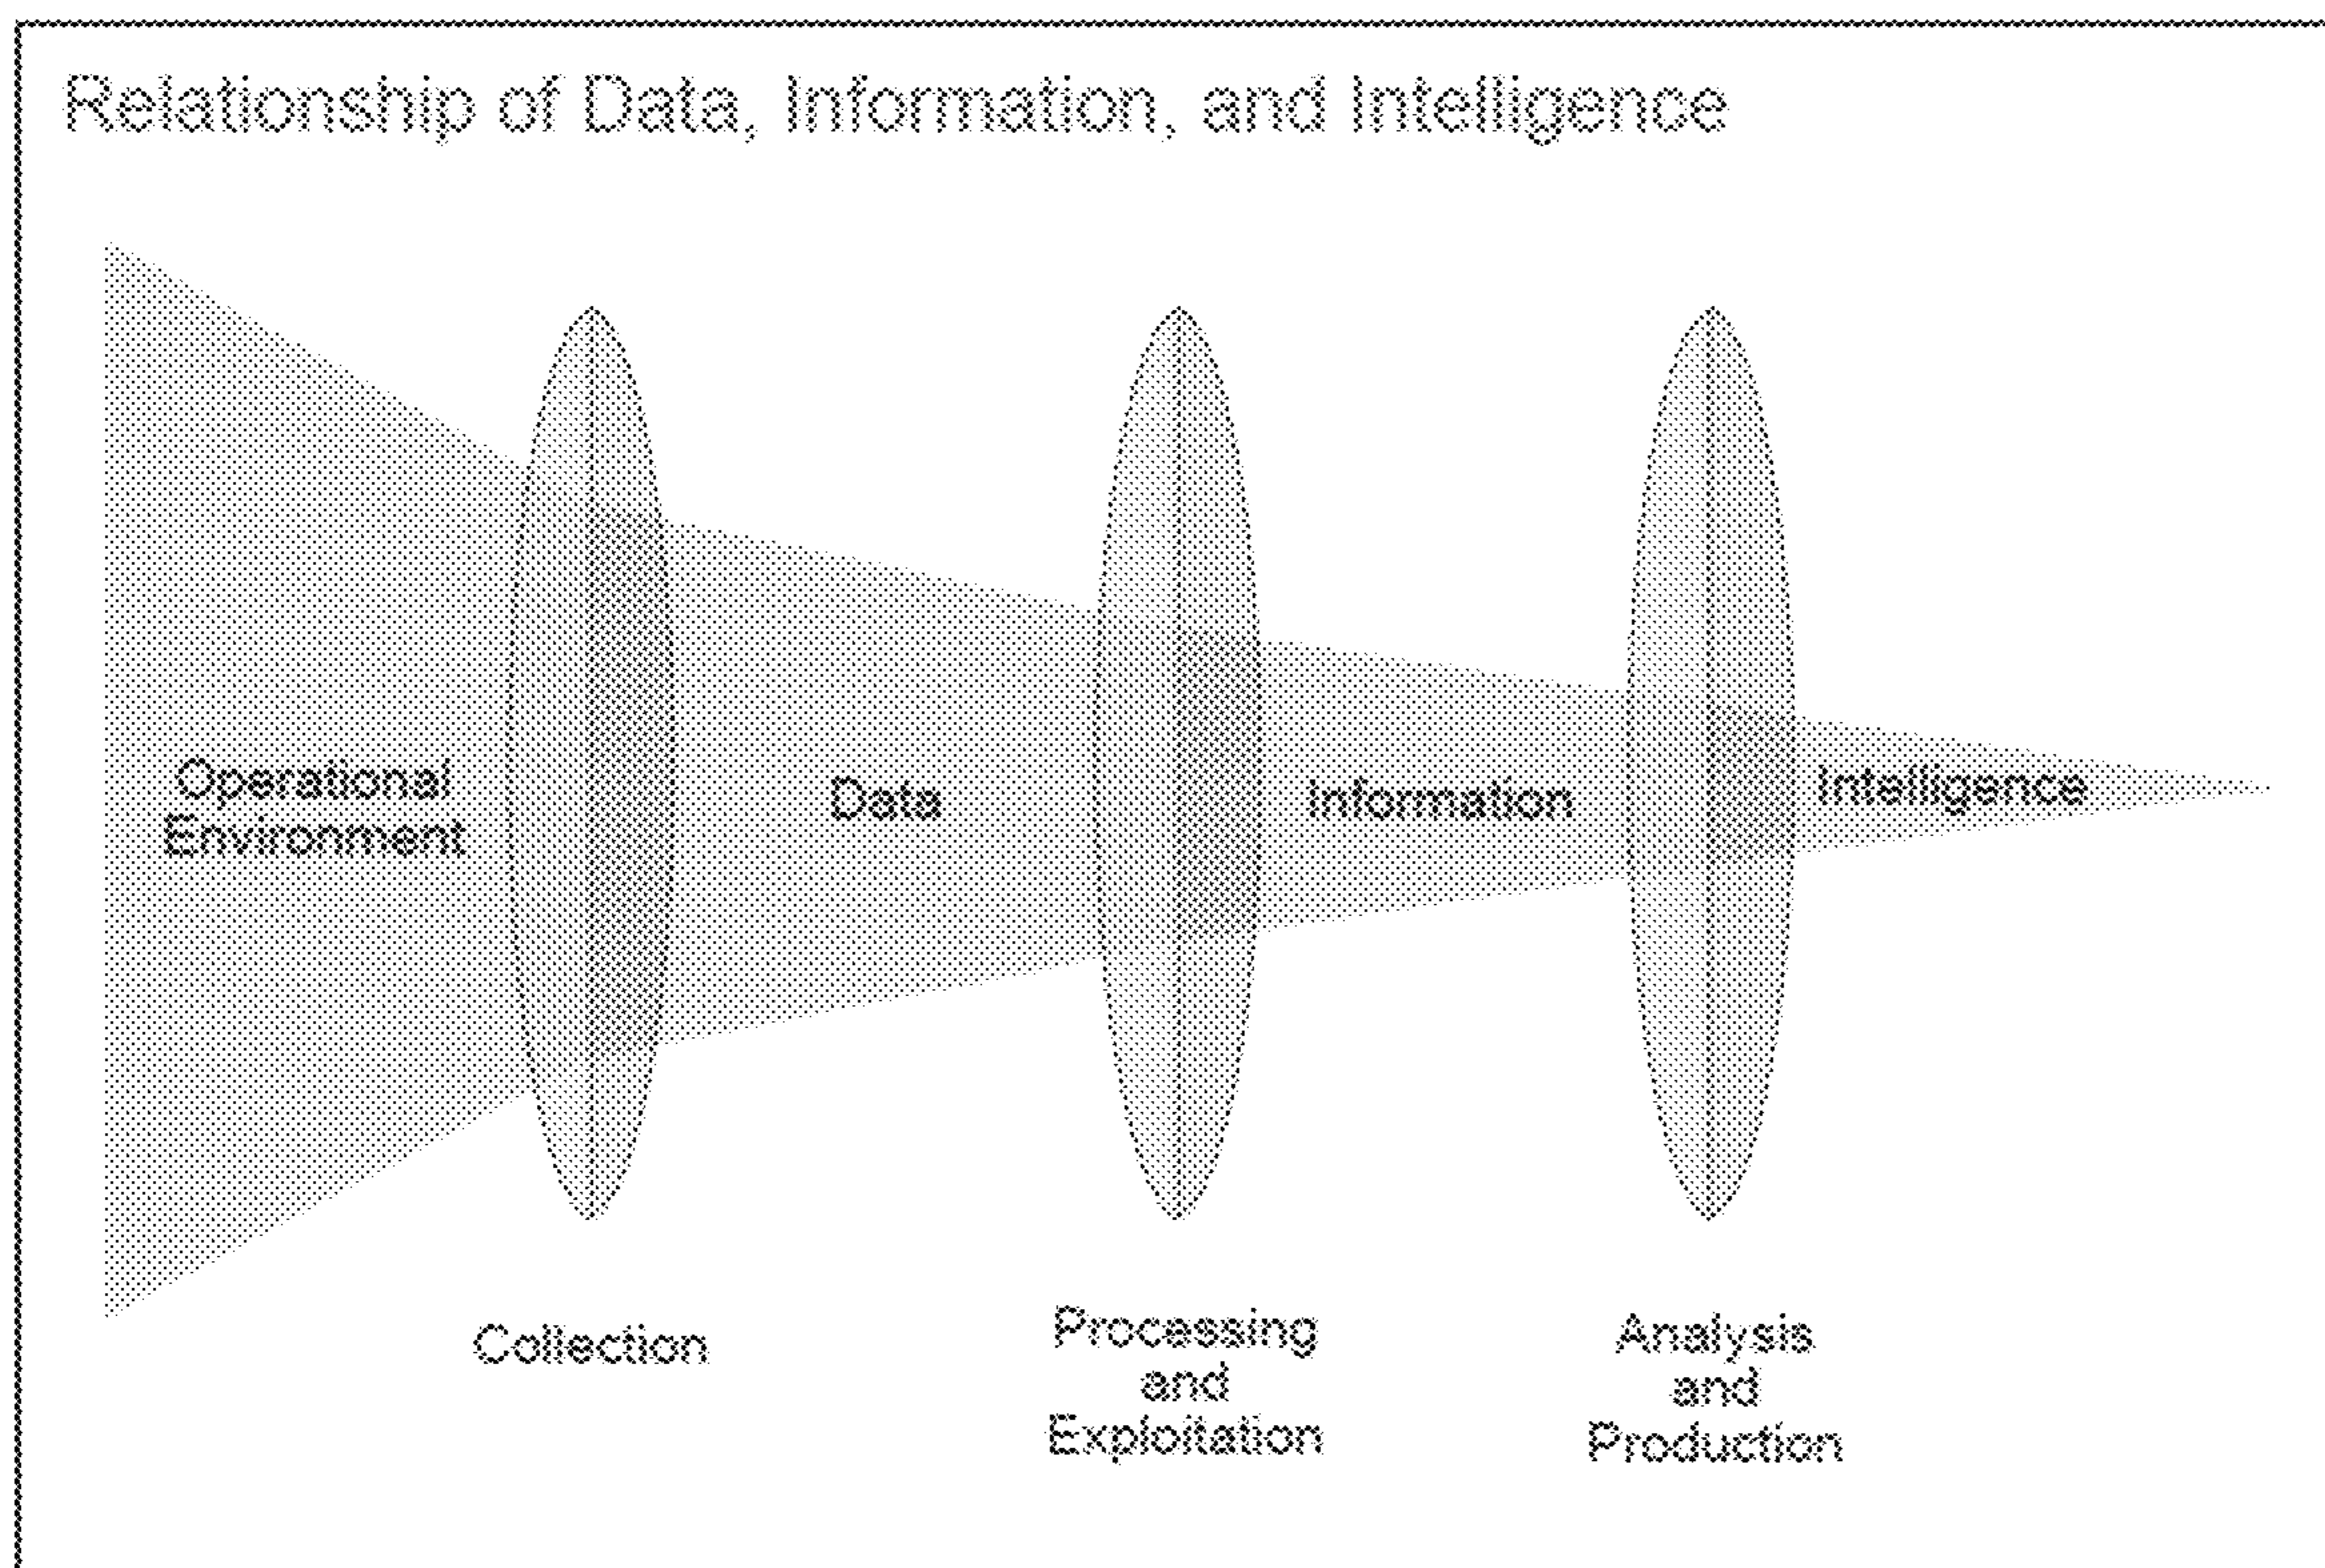 Relationship of Data, Information, and Intelligence
Operational
Environment
Data
Information
Intelligence
Collection
Processing
and
Exploitation
Analysis
and
Production